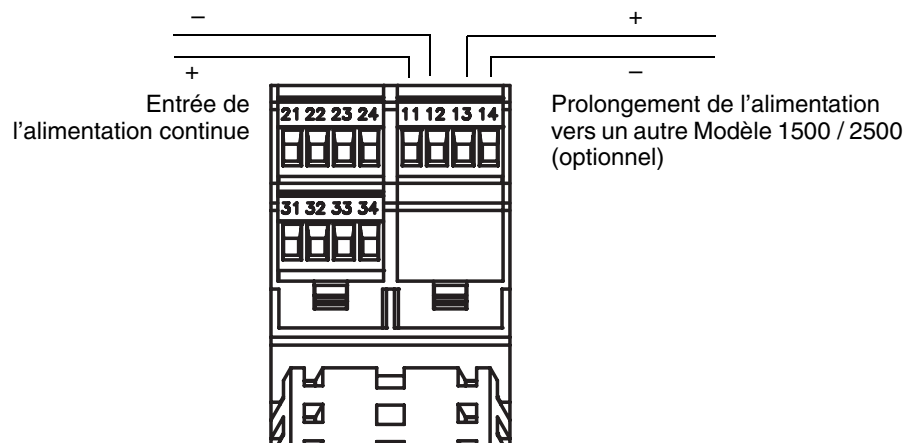 –
+
+
–
Entrée de
l'alimentation continue
Prolongement de l'alimentation
vers un autre Modèle 1500 / 2500
(optionnel)
21 22 23 24
11 12 13 14
31 32 33 34